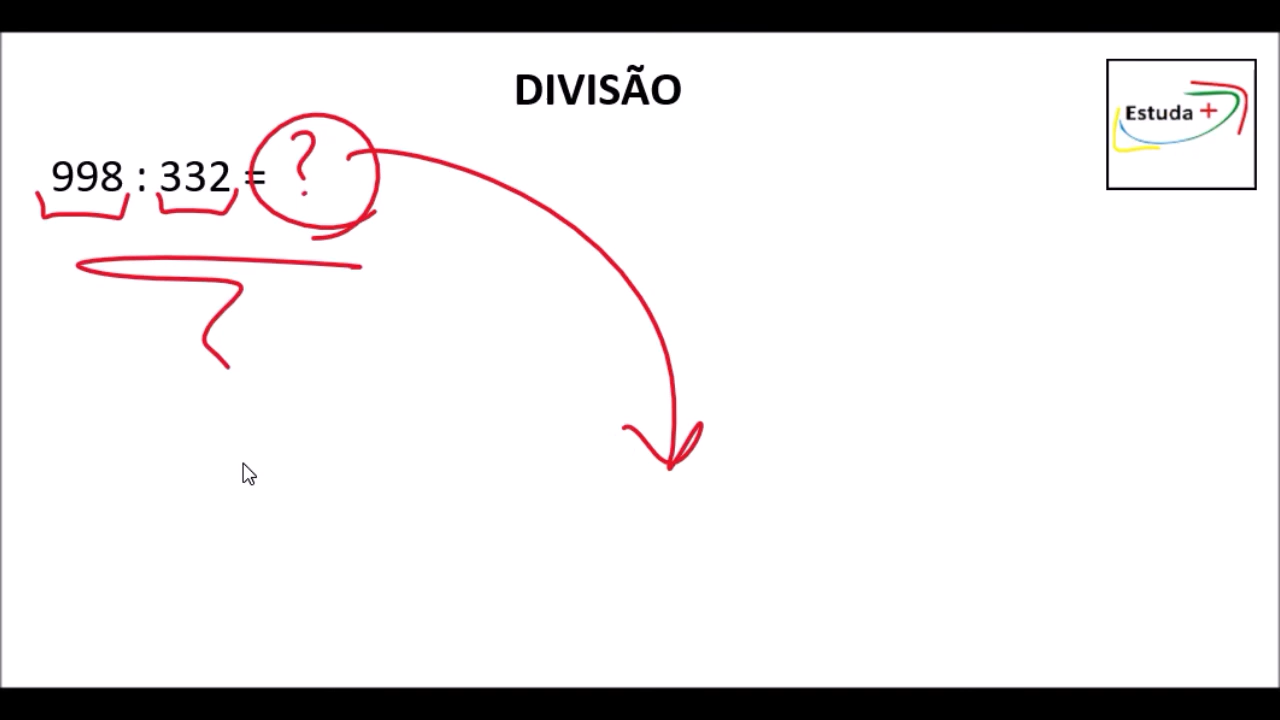 DIVISÃO
Estuda +
998 : 332 = ?